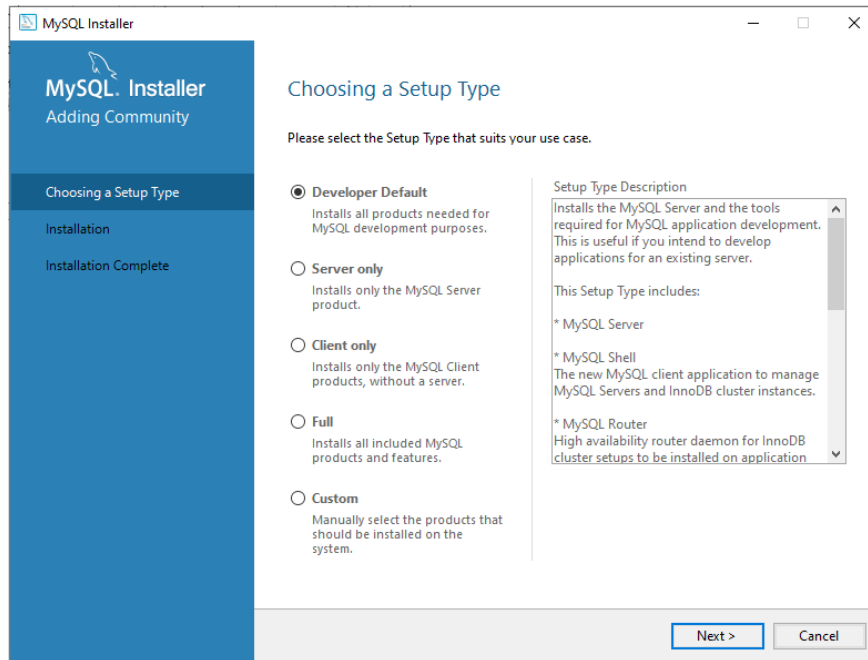 MySQL Installer
MySQL. Installer
Adding Community
Choosing a Setup Type
Installation
Installation Complete
Choosing a Setup Type
Please select the Setup Type that suits your use case.
Developer Default
Installs all products needed for
MySQL development purposes.
Server only
Installs only the MySQL Server
product.
Client only
Installs only the MySQL Client
products, without a server.
Full
Installs all included MySQL
products and features.
Custom
Manually select the products that
should be installed on the
system.
Setup Type Description
Installs the MySQL Server and the tools
required for MySQL application development.
This is useful if you intend to develop
applications for an existing server.
This Setup Type includes:
* MySQL Server
* MySQL Shell
The new MySQL client application to manage
MySQL Servers and InnoDB cluster instances.
* MySQL Router
High availability router daemon for InnoDB
cluster setups to be installed on application
Next >
Cancel